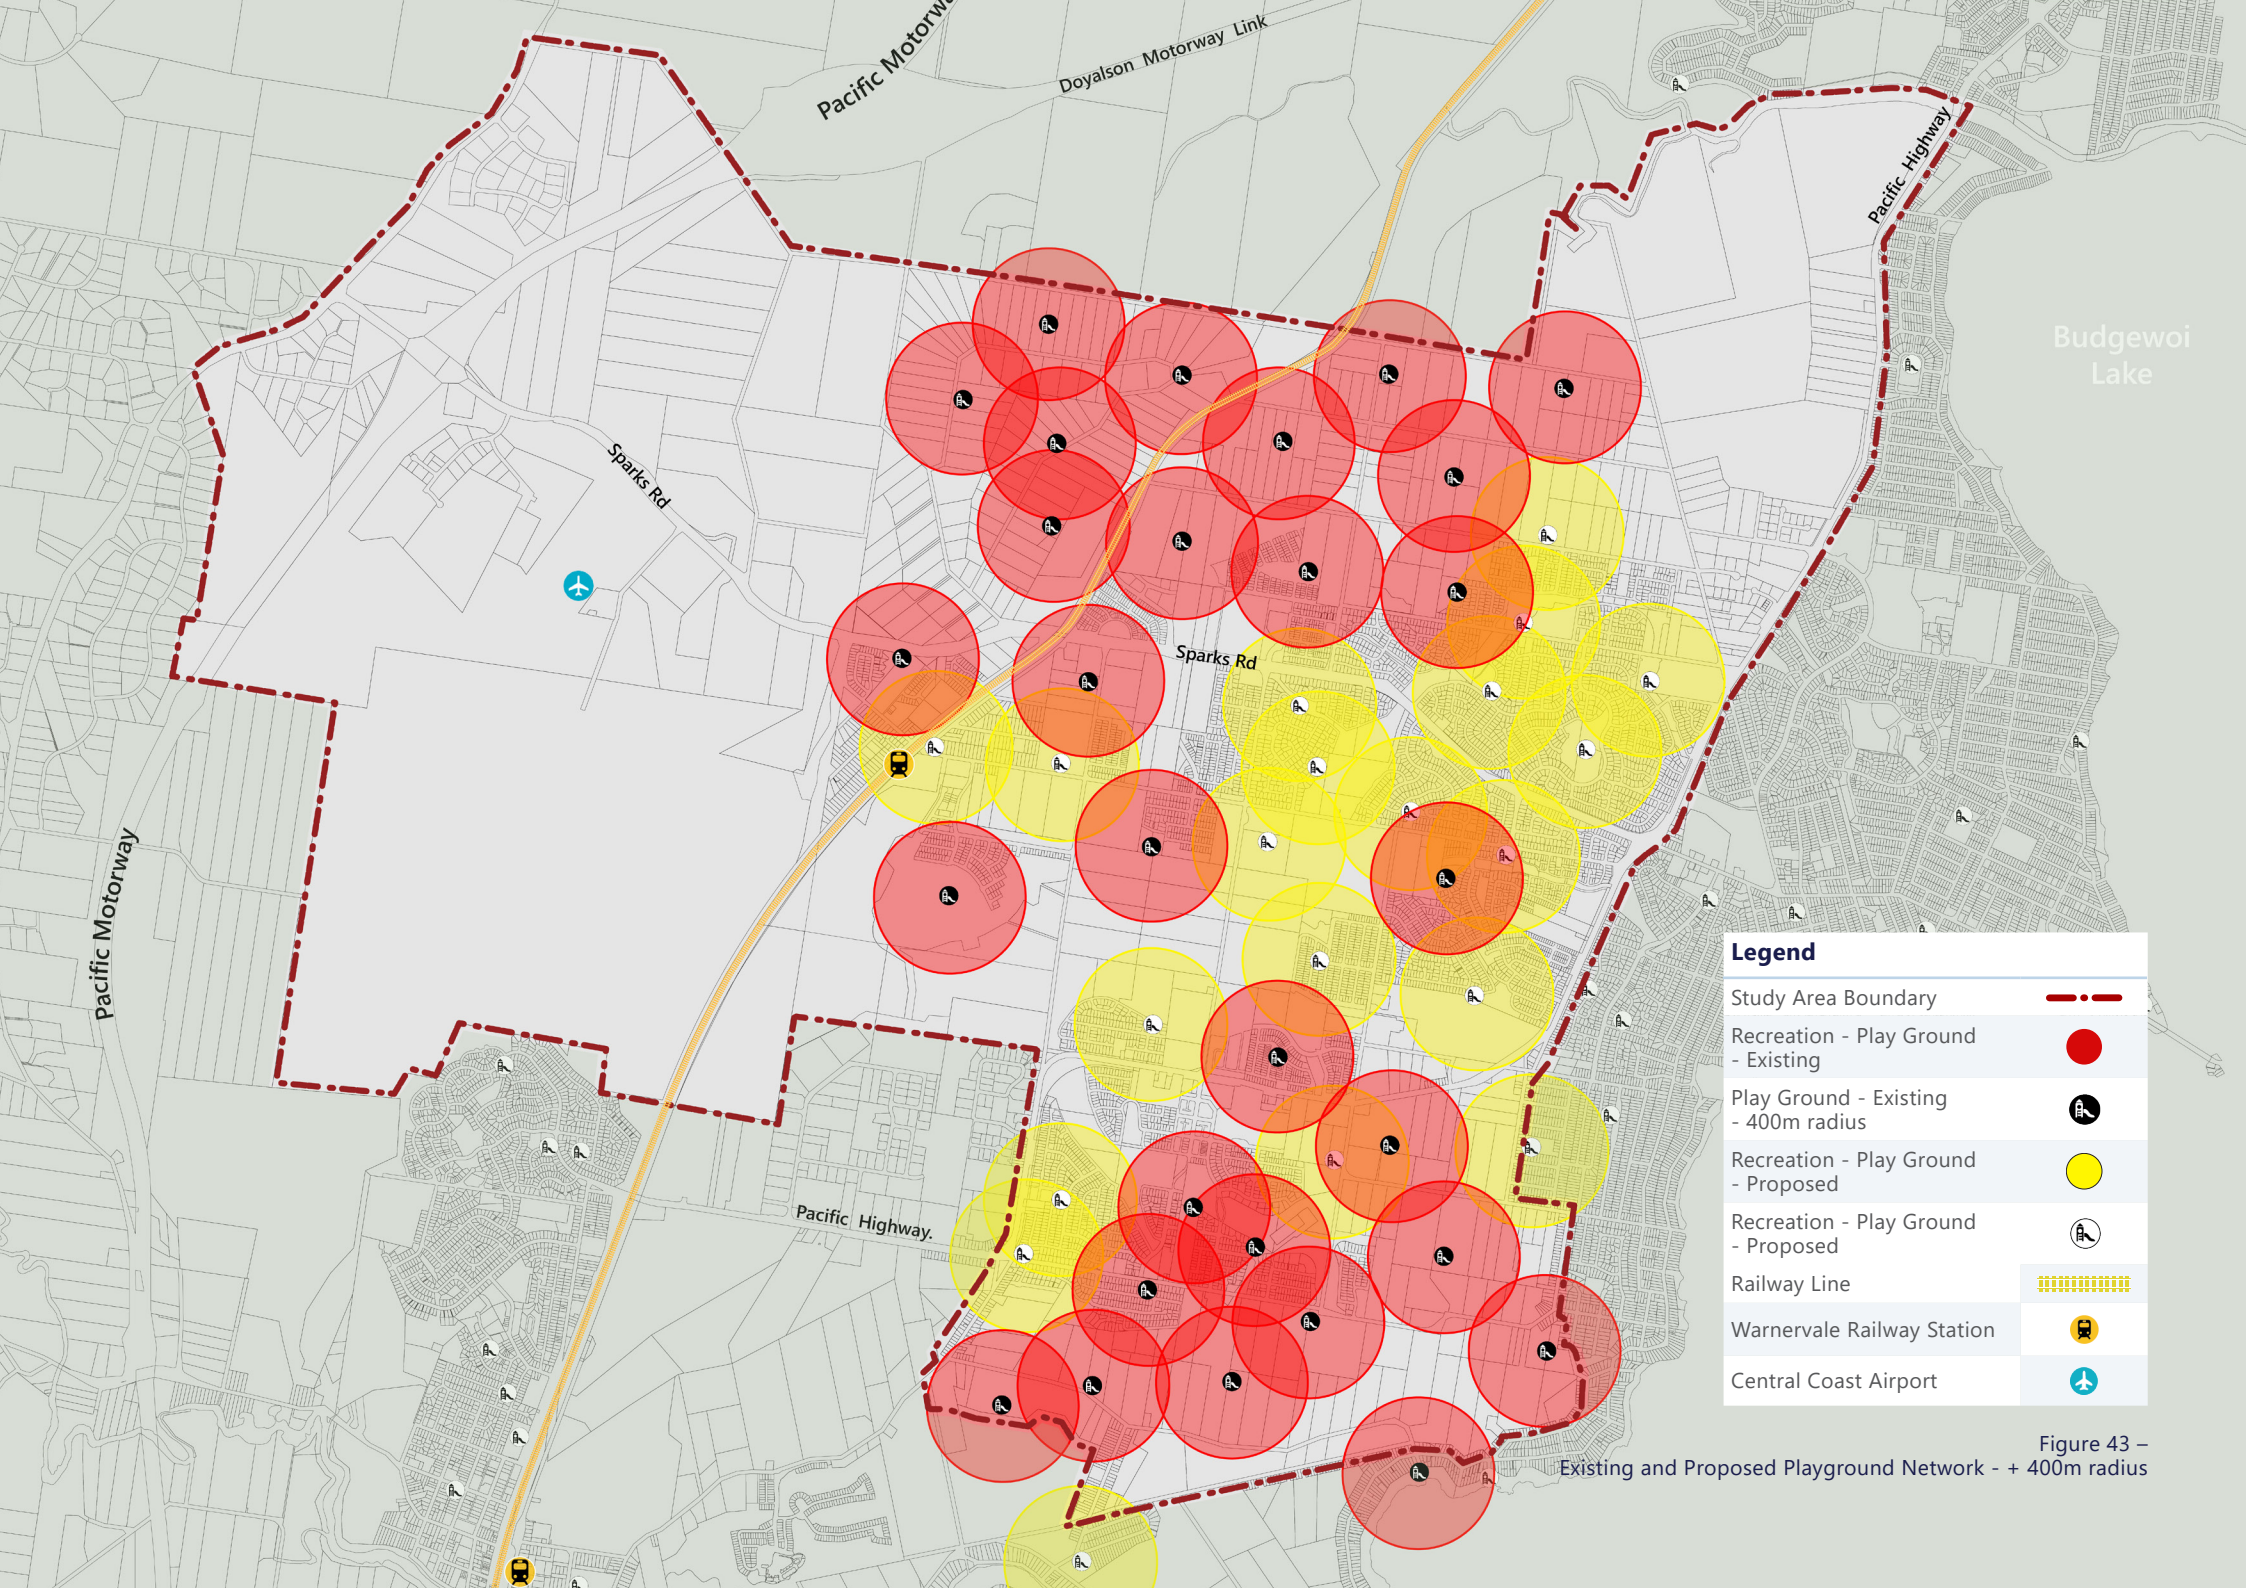 Pacific Motorway
Doyalson Motorway Link
Pacific Highway
Budgewoi
Lake
Sparks Rd
Sparks Rd
Pacific Motorway
Pacific Highway.
Legend
Study Area Boundary
Recreation - Play Ground
- Existing
Play Ground - Existing
- 400m radius
Recreation - Play Ground
- Proposed
Recreation - Play Ground
- Proposed
Railway Line
Warnervale Railway Station
Central Coast Airport
Figure 43 –
Existing and Proposed Playground Network - + 400m radius